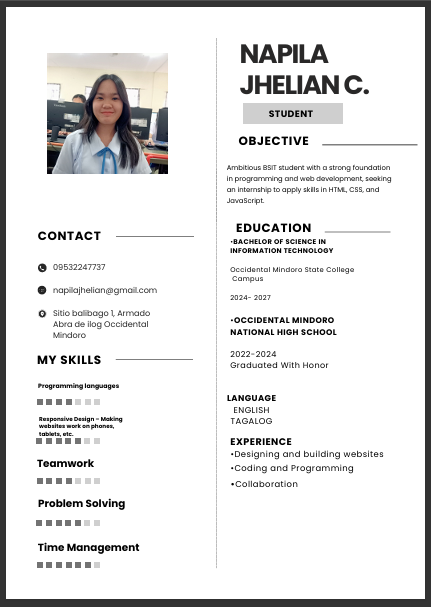 NAPILA
JHELIAN C.
STUDENT
OBJECTIVE
Ambitious BSIT student with a strong foundation
in programming and web development, seeking
an internship to apply skills in HTML, CSS, and
JavaScript.
EDUCATION
•BACHELOR OF SCIENCE IN
INFORMATION TECHNOLOGY
Occidental Mindoro State College
Campus
2024- 2027
•OCCIDENTAL MINDORO
NATIONAL HIGH SCHOOL
2022-2024
Graduated With Honor
LANGUAGE
ENGLISH
TAGALOG
EXPERIENCE
•Designing and building websites
•Coding and Programming
•Collaboration
CONTACT
09532247737
napilajhelian@gmail.com
Sitio balibago 1, Armado
Abra de ilog Occidental
Mindoro
MY SKILLS
Programming languages
Responsive Design – Making
websites work on phones,
tablets, etc.
Teamwork
Problem Solving
Time Management